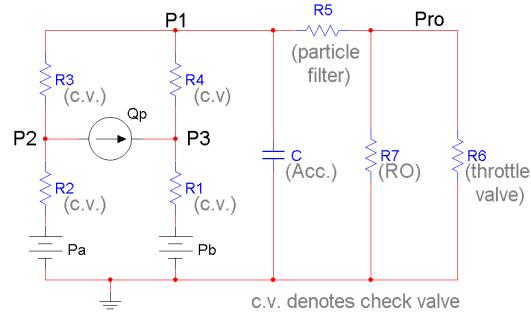 P1
R5
Pro
(particle
filter)
R3
(c.v.)
R4
(c.v)
Qp
P2
P3
C
(Acc.)
R7
(RO)
R6
(throttle
valve)
R2
(c.v.)
R1
(c.v.)
Pa
Pb
c.v. denotes check valve